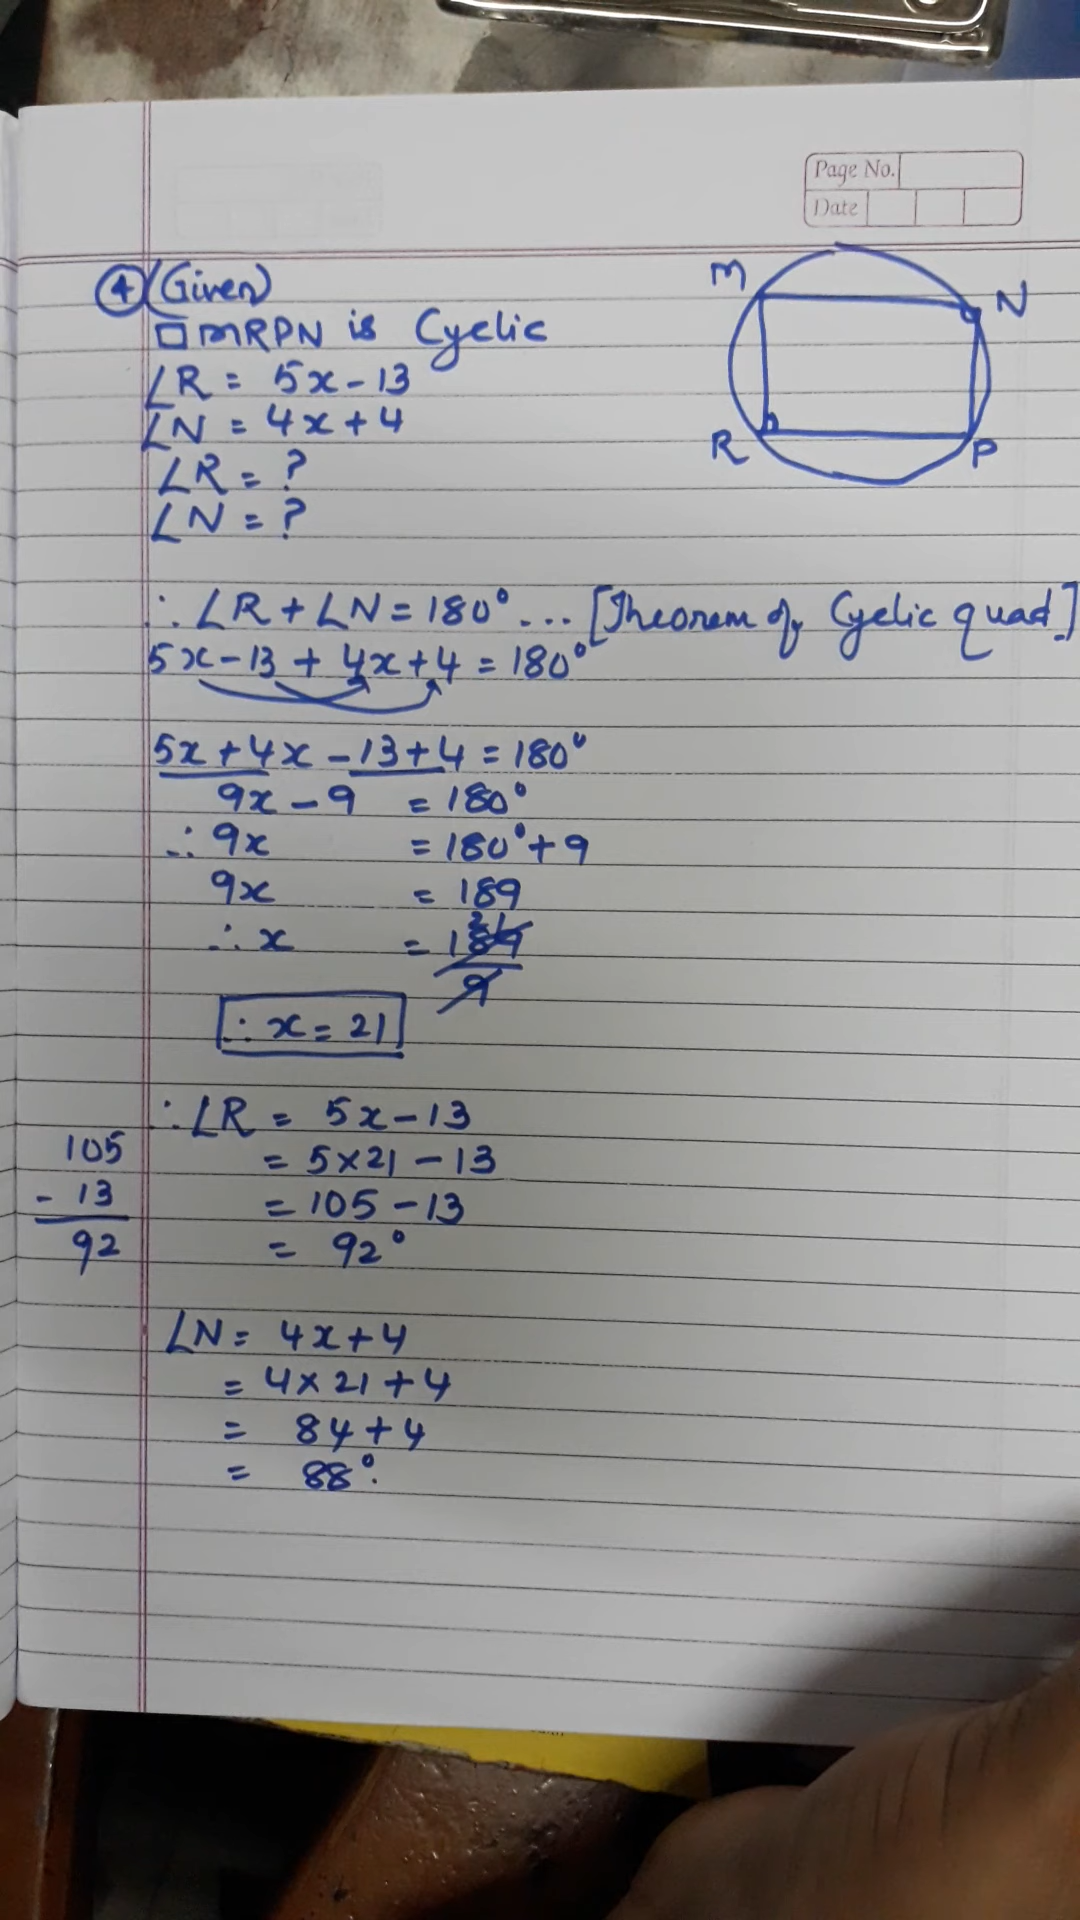 Page No.
Date
④ (Given)
□MRPN is Cyclic
∠R = 5x-13
∠N = 4x+4
∠R = ?
∠N = ?
M
N
R
P
∴ ∠R + ∠N = 180° ... [Theorem of Cyclic quad]
5x-13 + 4x+4 = 180°
5x+4x -13+4 = 180°
9x - 9 = 180°
∴ 9x = 180°+9
9x = 189
21
∴ x = 189
9
∴ x = 21
∴ ∠R = 5x-13
= 5×21 - 13
= 105 - 13
= 92°
105
- 13
92
∠N = 4x+4
= 4×21+4
= 84+4
= 88°.